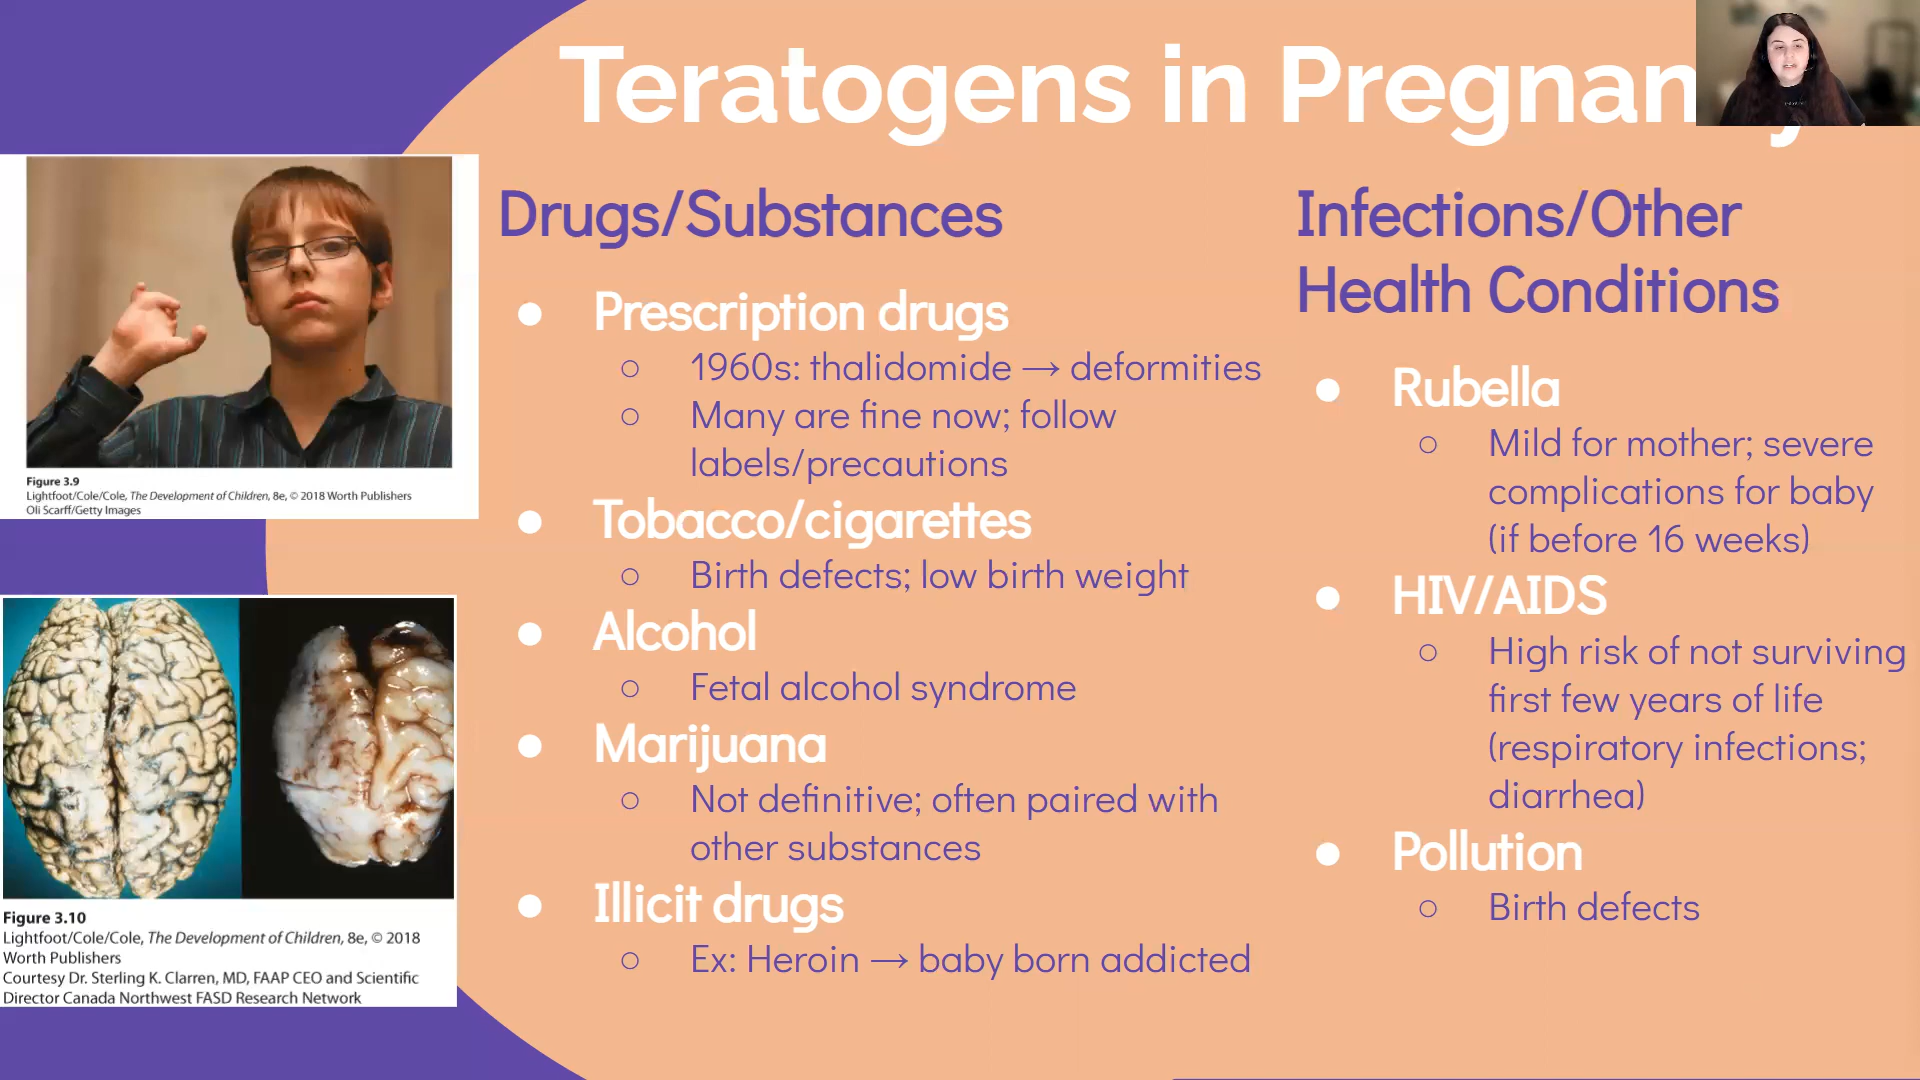 Teratogens in Pregnan
Figure 3.9
Lightfoot/Cole/Cole, The Development of Children, 8e, © 2018 Worth Publishers
Oli Scarff/Getty Images
Figure 3.10
Lightfoot/Cole/Cole, The Development of Children, 8e, © 2018
Worth Publishers
Courtesy Dr. Sterling K. Clarren, MD, FAAP CEO and Scientific
Director Canada Northwest FASD Research Network
Drugs/Substances
● Prescription drugs
○ 1960s: thalidomide → deformities
○ Many are fine now; follow
labels/precautions
● Tobacco/cigarettes
○ Birth defects; low birth weight
● Alcohol
○ Fetal alcohol syndrome
● Marijuana
○ Not definitive; often paired with
other substances
● Illicit drugs
○ Ex: Heroin → baby born addicted
Infections/Other
Health Conditions
● Rubella
○ Mild for mother; severe
complications for baby
(if before 16 weeks)
● HIV/AIDS
○ High risk of not surviving
first few years of life
(respiratory infections;
diarrhea)
● Pollution
○ Birth defects